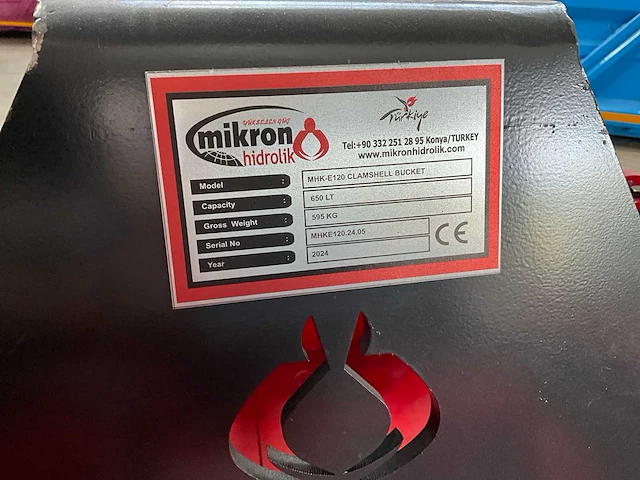 YÜKSELEN GÜÇ
mikron
hidrolik
Türkiye
Tel:+90 332 251 28 95 Konya/TURKEY
www.mikronhidrolik.com
Model : MHK-E120 CLAMSHELL BUCKET
Capacity : 650 LT
Gross Weight : 595 KG
Serial No : MHKE120.24.05
Year : 2024
CE